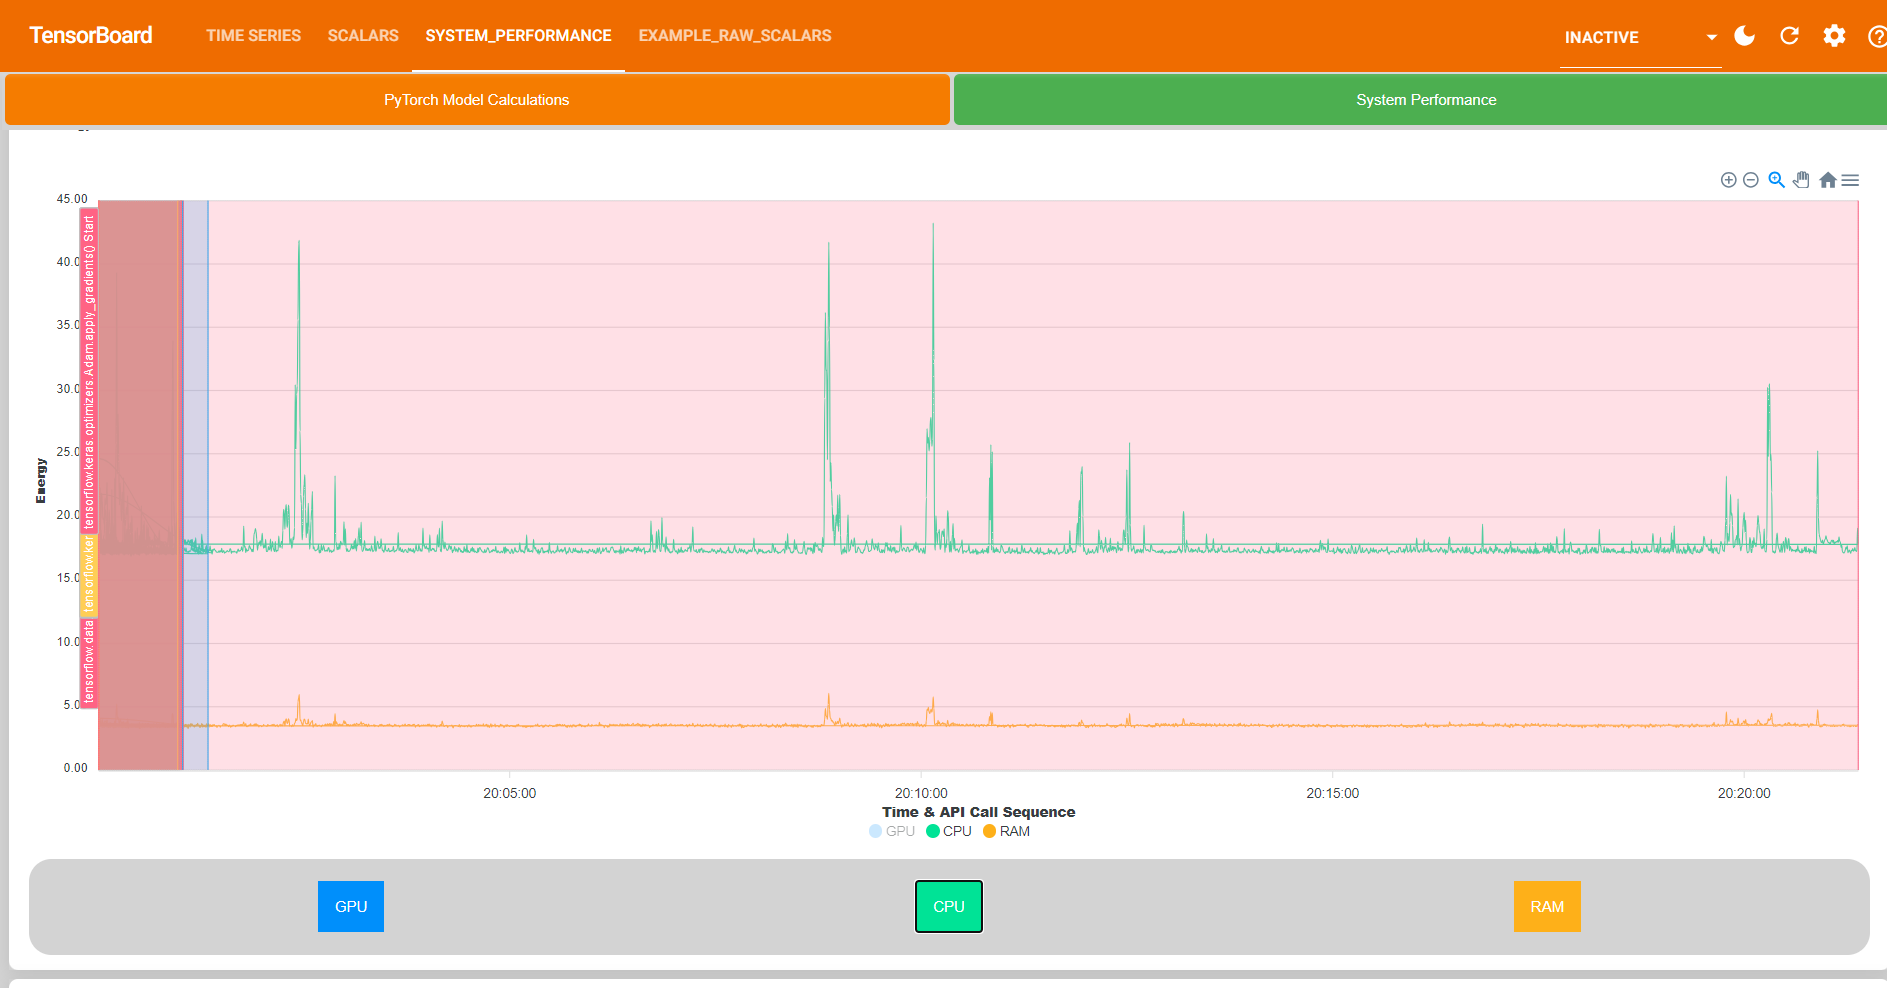 TensorBoard
TIME SERIES
SCALARS
SYSTEM_PERFORMANCE
EXAMPLE_RAW_SCALARS
INACTIVE
PyTorch Model Calculations
System Performance
45.00
40.0
35.0
30.0
25.0
20.0
15.0
10.0
5.0
0.00
Energy
tensorflow.keras.optimizers.Adam.apply_gradients() Start
tensorflow.ker
tensorflow.data
20:05:00
20:10:00
20:15:00
20:20:00
Time & API Call Sequence
GPU
CPU
RAM
GPU
CPU
RAM